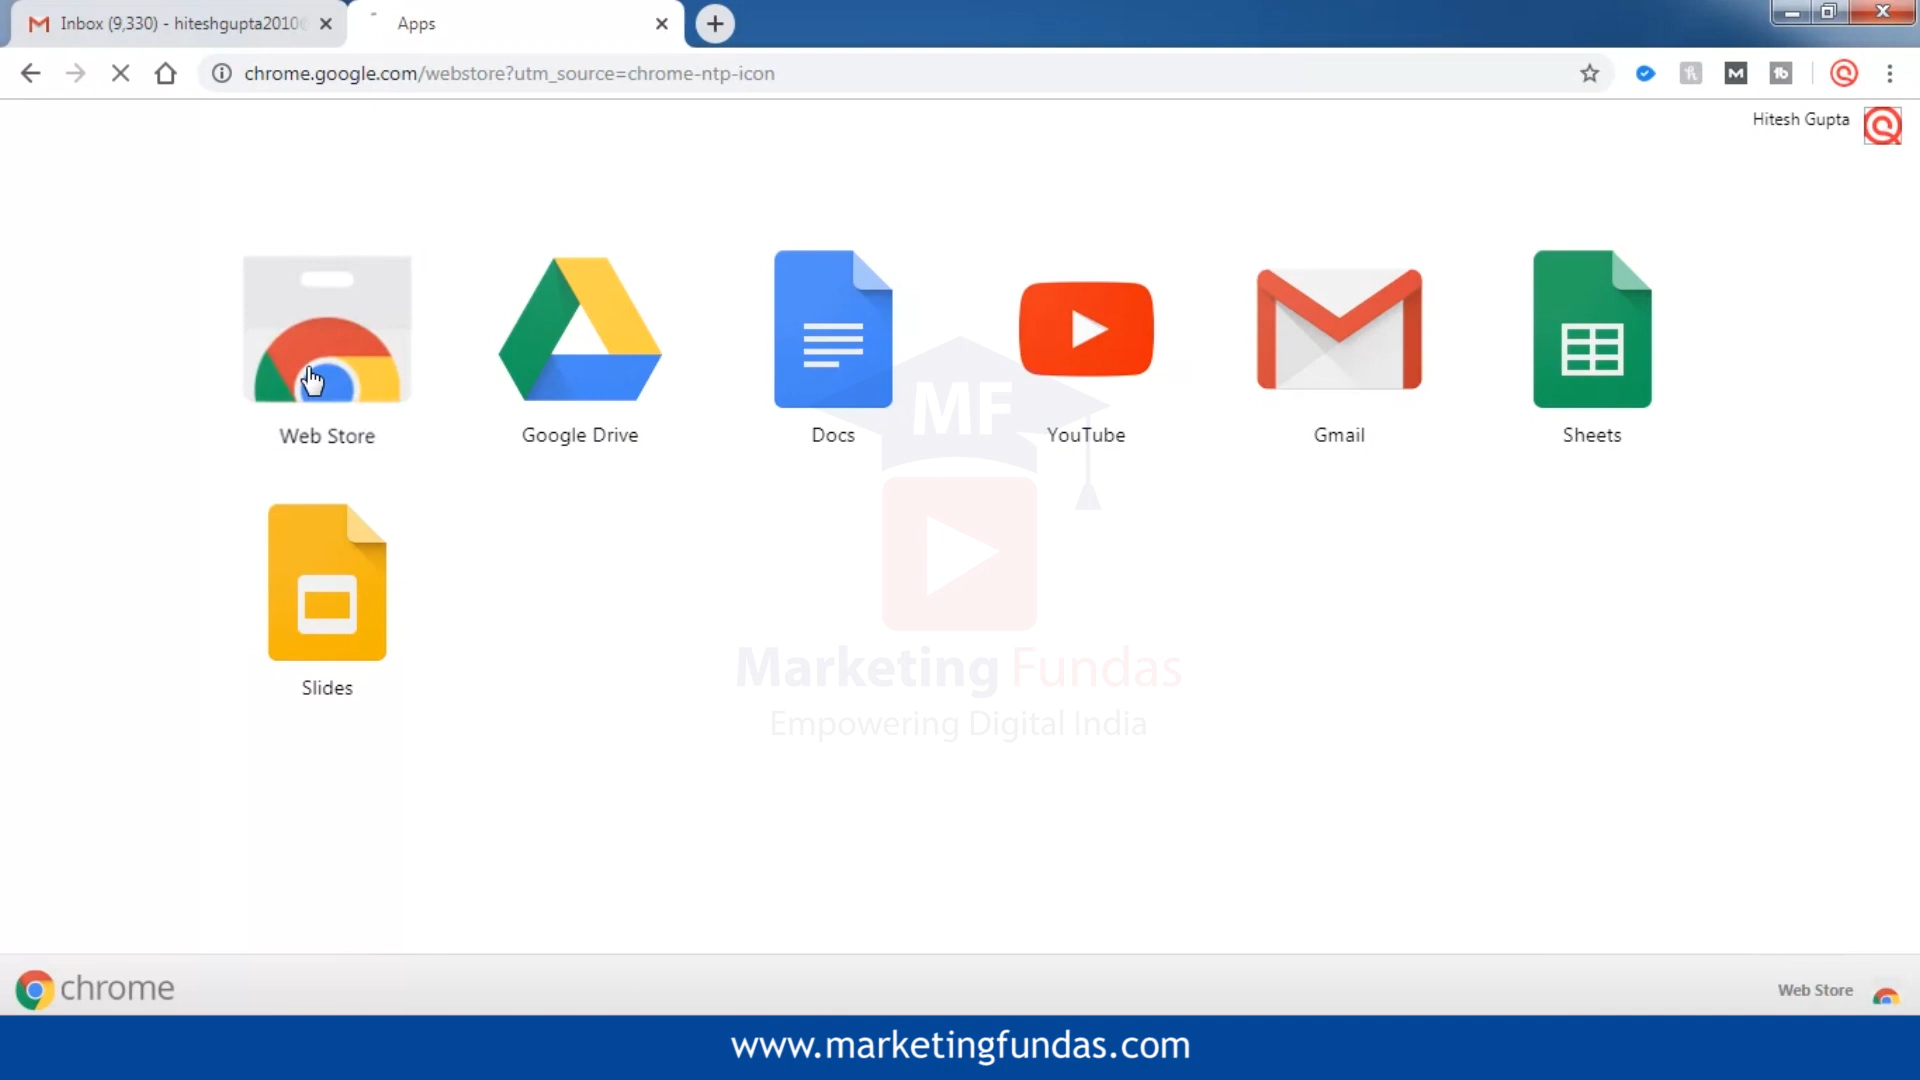 Inbox (9,330) - hiteshgupta2010
Apps
chrome.google.com/webstore?utm_source=chrome-ntp-icon
M
Hitesh Gupta
Web Store
Google Drive
Docs
YouTube
Gmail
Sheets
MF
Slides
Marketing Fundas
Empowering Digital India
chrome
Web Store
www.marketingfundas.com